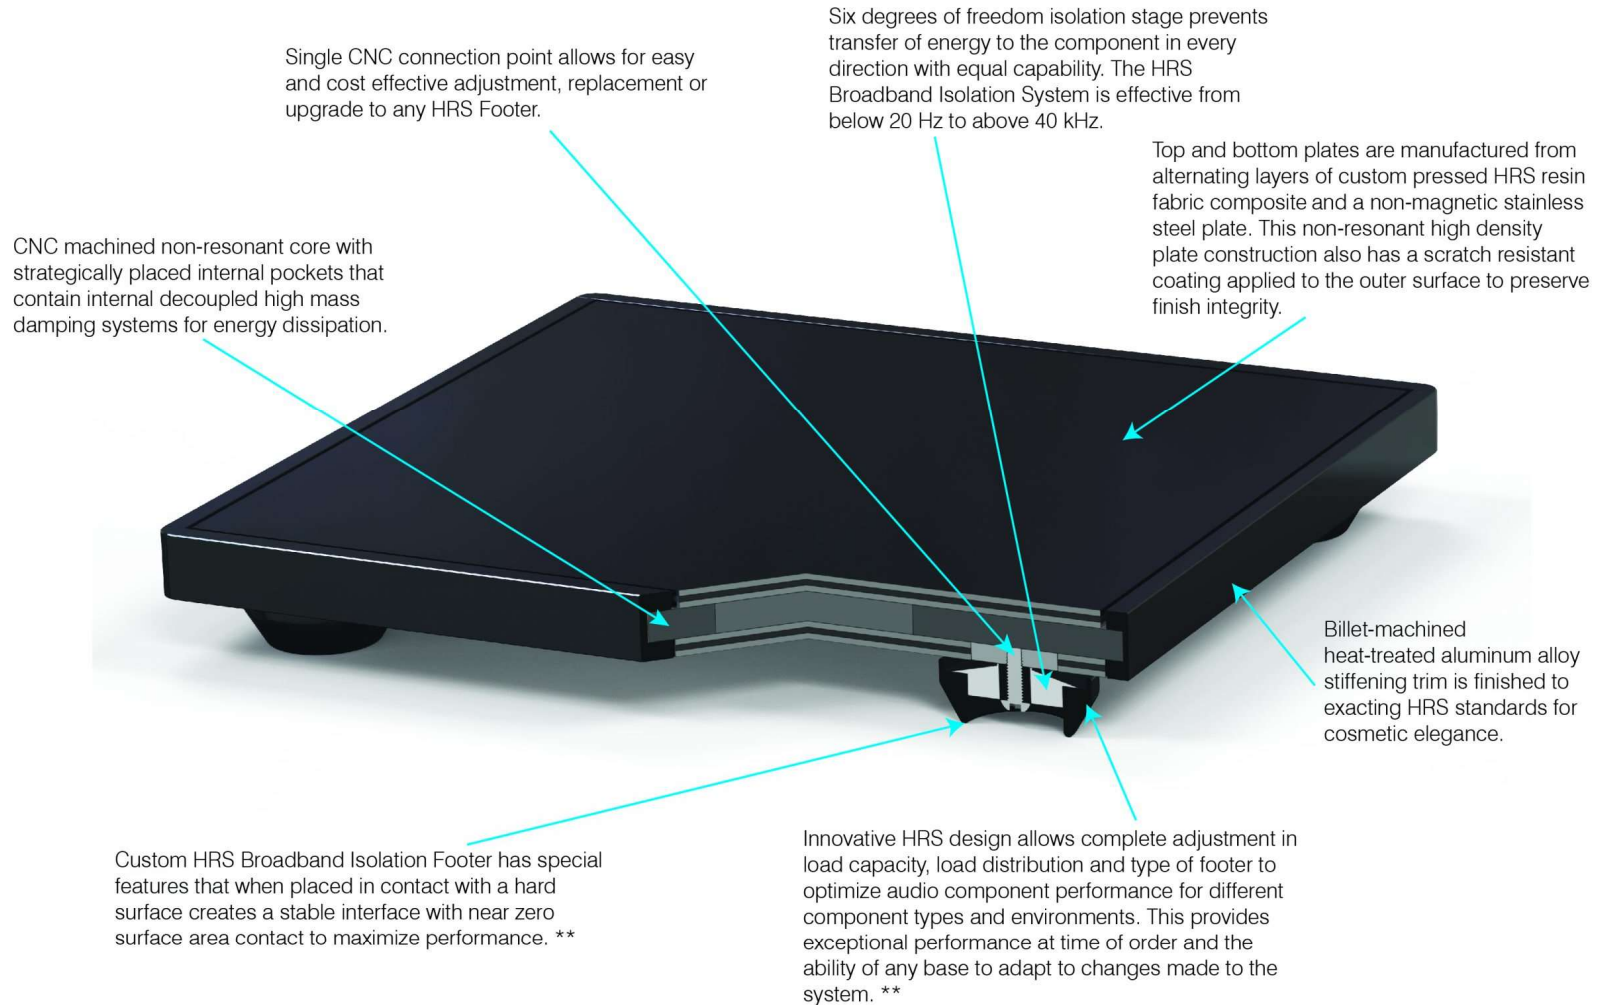 Six degrees of freedom isolation stage prevents
transfer of energy to the component in every
direction with equal capability. The HRS
Broadband Isolation System is effective from
below 20 Hz to above 40 kHz.
Single CNC connection point allows for easy
and cost effective adjustment, replacement or
upgrade to any HRS Footer.
Top and bottom plates are manufactured from
alternating layers of custom pressed HRS resin
fabric composite and a non-magnetic stainless
steel plate. This non-resonant high density
plate construction also has a scratch resistant
coating applied to the outer surface to preserve
finish integrity.
CNC machined non-resonant core with
strategically placed internal pockets that
contain internal decoupled high mass
damping systems for energy dissipation.
Billet-machined
heat-treated aluminum alloy
stiffening trim is finished to
exacting HRS standards for
cosmetic elegance.
Custom HRS Broadband Isolation Footer has special
features that when placed in contact with a hard
surface creates a stable interface with near zero
surface area contact to maximize performance. **
Innovative HRS design allows complete adjustment in
load capacity, load distribution and type of footer to
optimize audio component performance for different
component types and environments. This provides
exceptional performance at time of order and the
ability of any base to adapt to changes made to the
system. **